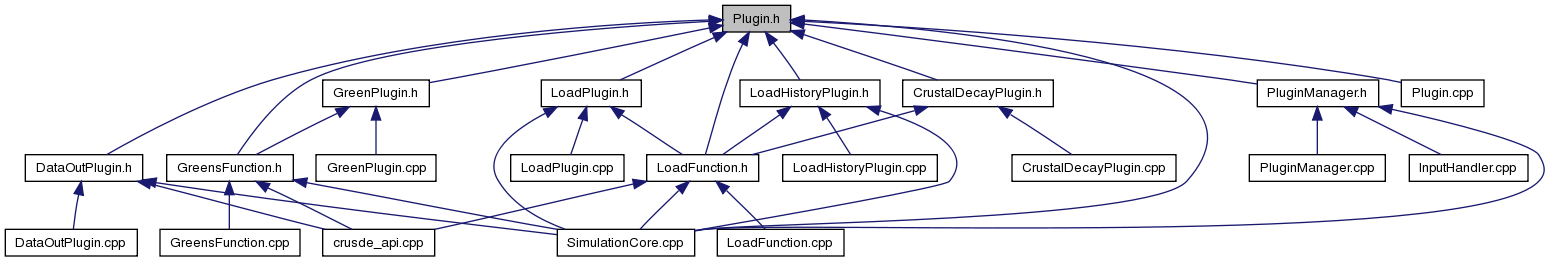 Plugin.h
GreenPlugin.h
LoadPlugin.h
LoadHistoryPlugin.h
CrustalDecayPlugin.h
PluginManager.h
Plugin.cpp
DataOutPlugin.h
GreensFunction.h
GreenPlugin.cpp
LoadPlugin.cpp
LoadFunction.h
LoadHistoryPlugin.cpp
CrustalDecayPlugin.cpp
PluginManager.cpp
InputHandler.cpp
DataOutPlugin.cpp
GreensFunction.cpp
crusde_api.cpp
SimulationCore.cpp
LoadFunction.cpp